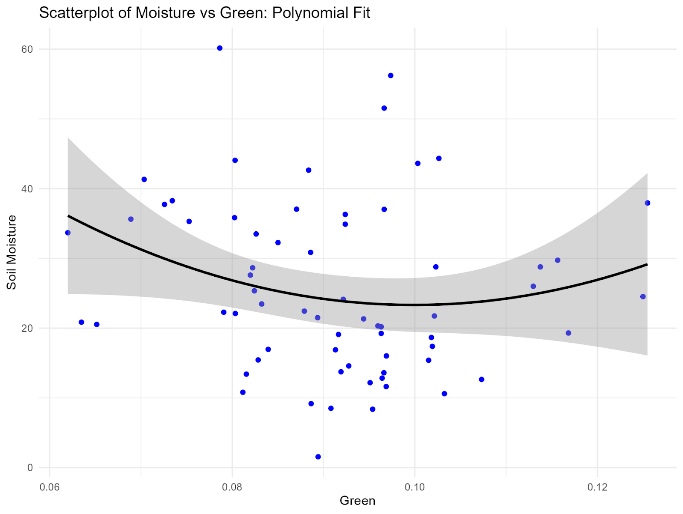 Scatterplot of Moisture vs Green: Polynomial Fit
60
40
20
0
Soil Moisture
0.06 0.08 0.10 0.12
Green